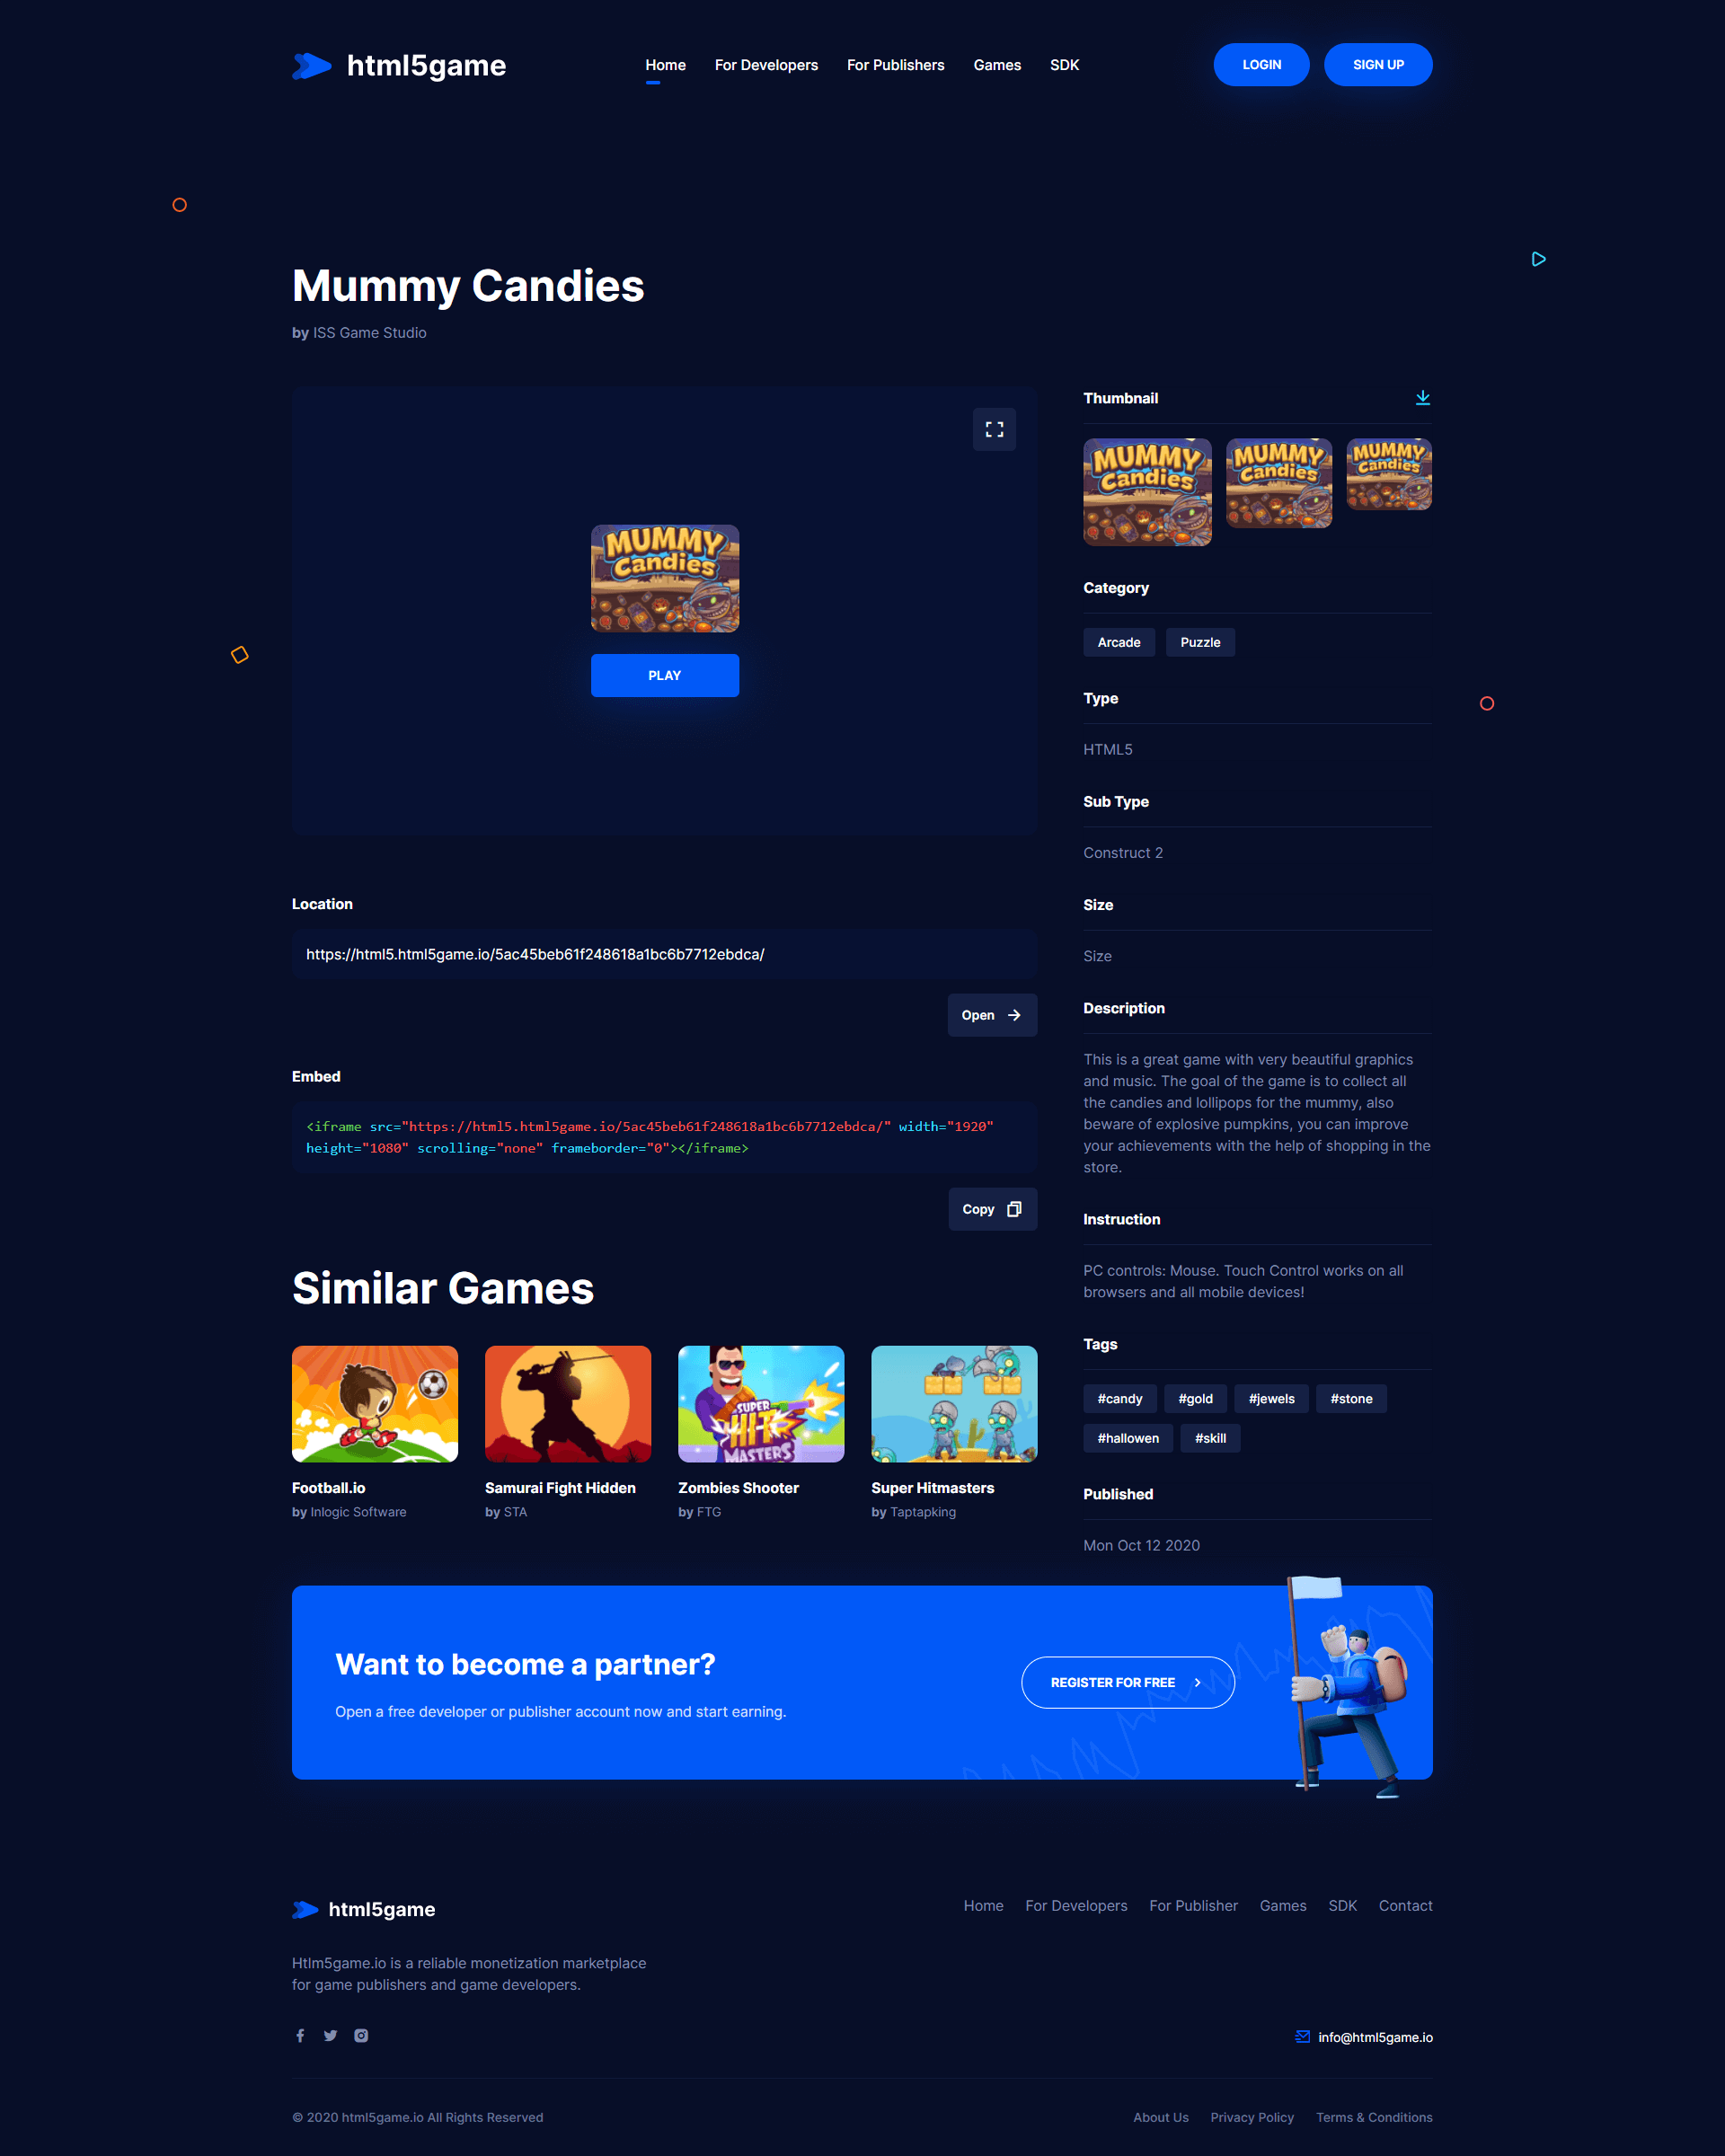 html5game
Home For Developers For Publishers Games SDK
LOGIN SIGN UP
Mummy Candies
by ISS Game Studio
MUMMY
Candies
PLAY
Location
https://html5.html5game.io/5ac45beb61f248618a1bc6b7712ebdca/
Open
Embed
<iframe src="https://html5.html5game.io/5ac45beb61f248618a1bc6b7712ebdca/" width="1920"
height="1080" scrolling="none" frameborder="0"></iframe>
Copy
Thumbnail
MUMMY
Candies
MUMMY
Candies
MUMMY
Candies
Category
Arcade Puzzle
Type
HTML5
Sub Type
Construct 2
Size
Size
Description
This is a great game with very beautiful graphics
and music. The goal of the game is to collect all
the candies and lollipops for the mummy, also
beware of explosive pumpkins, you can improve
your achievements with the help of shopping in the
store.
Instruction
PC controls: Mouse. Touch Control works on all
browsers and all mobile devices!
Tags
#candy #gold #jewels #stone
#hallowen #skill
Published
Mon Oct 12 2020
Similar Games
Football.io
by Inlogic Software
Samurai Fight Hidden
by STA
SUPER
HIT
MASTERS
Zombies Shooter
by FTG
Super Hitmasters
by Taptapking
Want to become a partner?
Open a free developer or publisher account now and start earning.
REGISTER FOR FREE
html5game
Home For Developers For Publisher Games SDK Contact
Htlm5game.io is a reliable monetization marketplace
for game publishers and game developers.
info@html5game.io
© 2020 html5game.io All Rights Reserved
About Us Privacy Policy Terms & Conditions